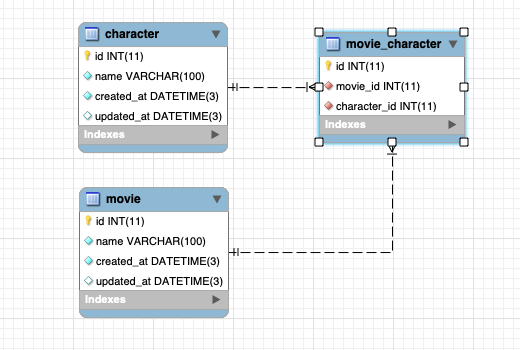 character
id INT(11)
name VARCHAR(100)
created_at DATETIME(3)
updated_at DATETIME(3)
Indexes
movie_character
id INT(11)
movie_id INT(11)
character_id INT(11)
Indexes
movie
id INT(11)
name VARCHAR(100)
created_at DATETIME(3)
updated_at DATETIME(3)
Indexes